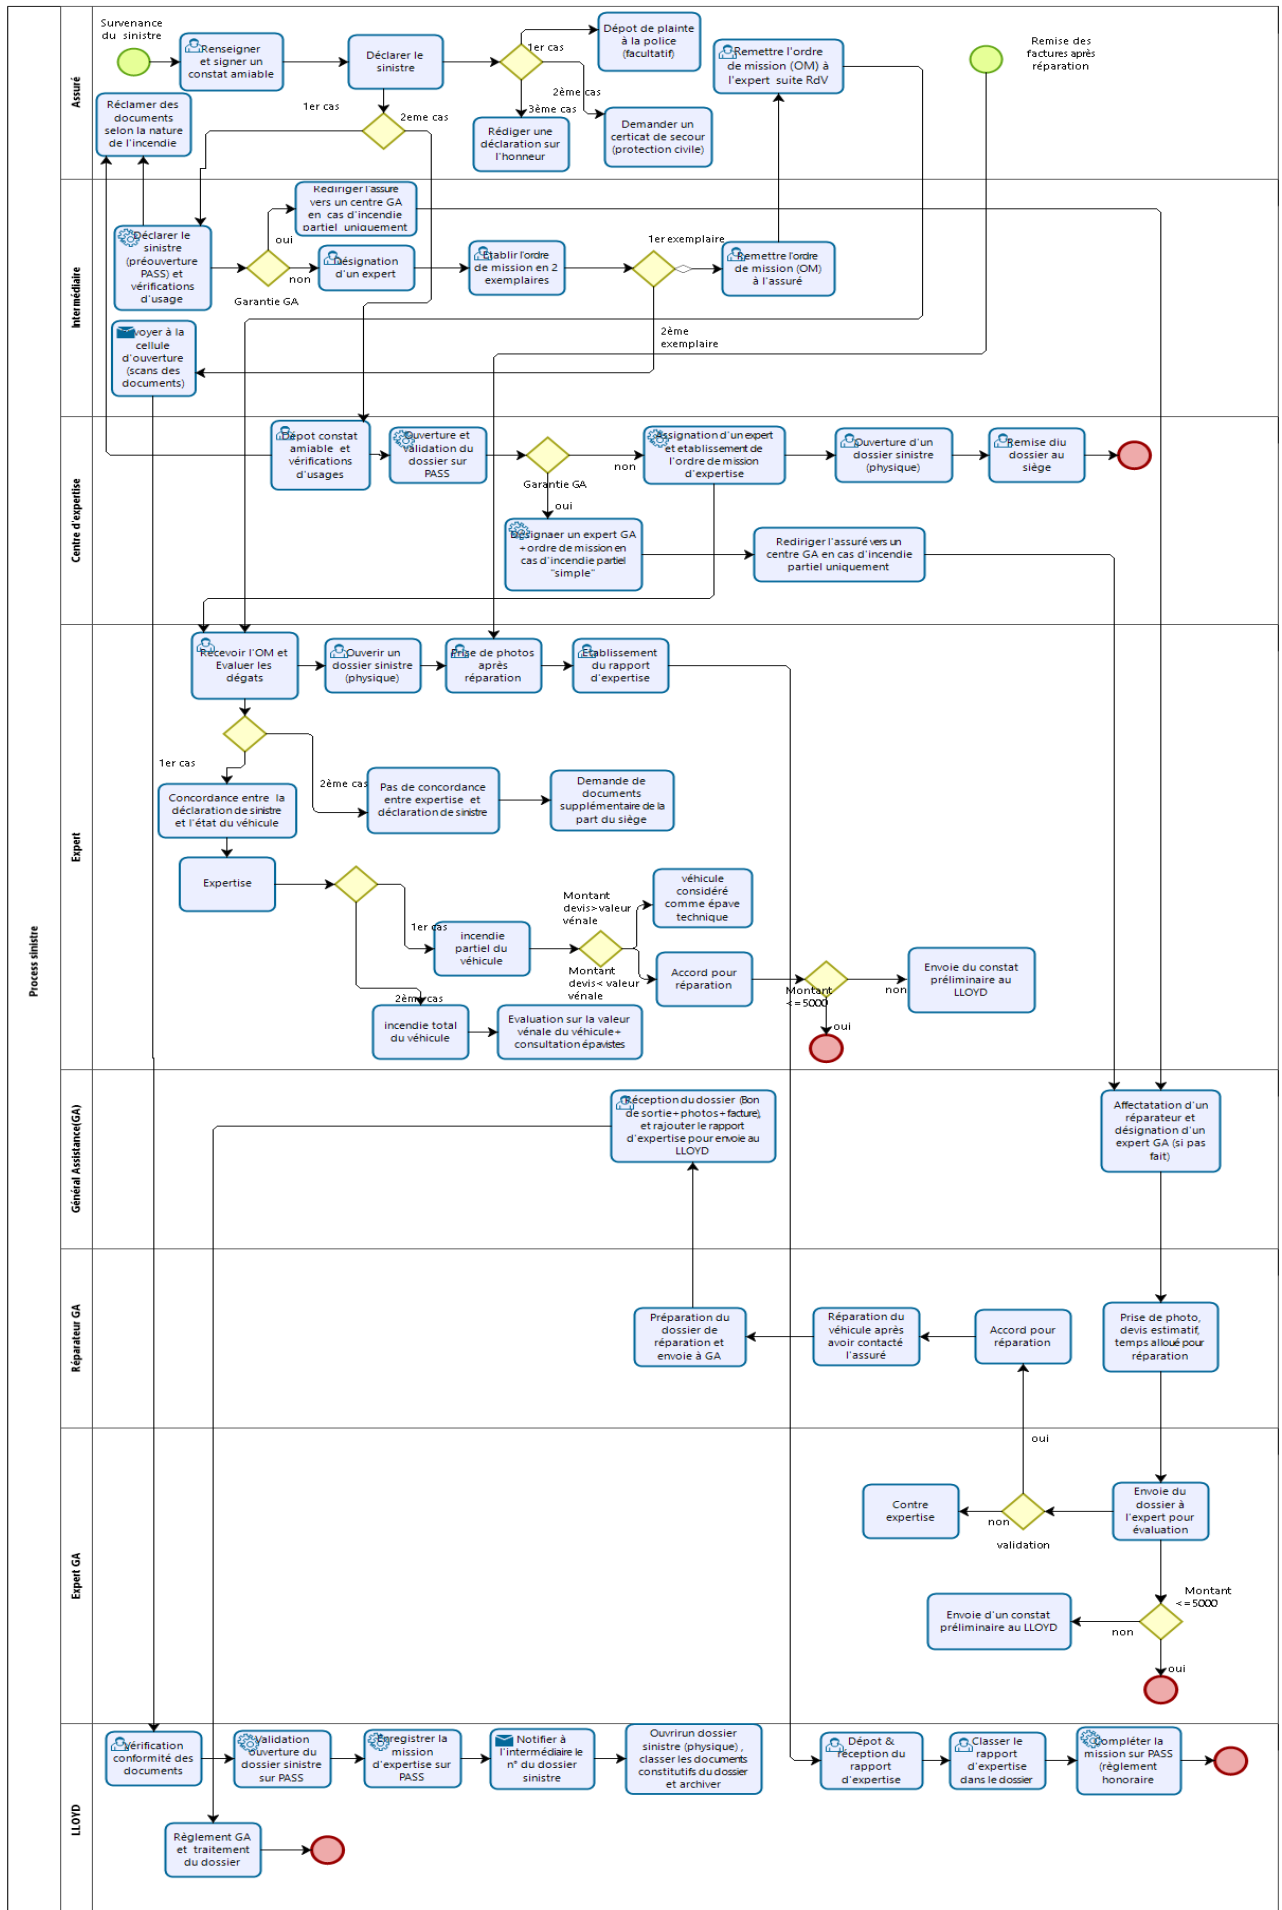 Process sinistre
Assuré
Survenance
du sinistre
Renseigner
et signer un
constat amiable
Déclarer le
sinistre
1er cas
Dépot de plainte
à la police
(facultatif)
2ème cas
3ème cas
Rédiger une
déclaration sur
l'honneur
Demander un
certicat de secour
(protection civile)
Remettre l'ordre
de mission (OM) à
l'expert suite RdV
Remise des
factures après
réparation
1er cas
2eme cas
Réclamer des
documents
selon la nature
de l'incendie
Intermédiaire
Déclarer le
sinistre
(préouverture
PASS) et
vérifications
d'usage
oui
non
Garantie GA
Rediriger l'assuré
vers un centre GA
en cas d'incendie
partiel uniquement
Désignation
d'un expert
Etablir l'ordre
de mission en 2
exemplaires
1er exemplaire
2ème
exemplaire
Remettre l'ordre
de mission (OM)
à l'assuré
voyer à la
cellule
d'ouverture
(scans des
documents)
Centre d'expertise
Dépot constat
amiable et
vérifications
d'usages
Ouverture et
validation du
dossier sur
PASS
Garantie GA
non
oui
Assignation d'un expert
et etablissement de
l'ordre de mission
d'expertise
Ouverture d'un
dossier sinistre
(physique)
Remise diu
dossier au
siège
Désignaer un expert GA
+ ordre de mission en
cas d'incendie partiel
"simple"
Rediriger l'assuré vers un
centre GA en cas d'incendie
partiel uniquement
Expert
Recevoir l'OM et
Evaluer les
dégats
Ouvrir un
dossier sinistre
(physique)
Prise de photos
après
réparation
Etablissement
du rapport
d'expertise
1er cas
2ème cas
Concordance entre la
déclaration de sinistre
et l'état du véhicule
Pas de concordance
entre expertise et
déclaration de sinistre
Demande de
documents
supplémentaire de la
part du siège
Expertise
1er cas
2ème cas
incendie
partiel du
véhicule
Montant
devis>valeur
vénale
Montant
devis< valeur
vénale
véhicule
considéré
comme épave
technique
Accord pour
réparation
Montant
<=5000
non
oui
Envoie du constat
préliminaire au
LLOYD
incendie total
du véhicule
Evaluation sur la valeur
vénale du véhicule+
consultation épavistes
Général Assistance(GA)
Réception du dossier (Bon
de sortie+ photos+ facture),
et rajouter le rapport
d'expertise pour envoie au
LLOYD
Affectatation d'un
réparateur et
désignation d'un
expert GA (si pas
fait)
Réparateur GA
Préparation du
dossier de
réparation et
envoie à GA
Réparation du
véhicule après
avoir contacté
l'assuré
Accord pour
réparation
Prise de photo,
devis estimatif,
temps alloué pour
réparation
Expert GA
oui
Contre
expertise
non
validation
Envoie du
dossier à
l'expert pour
évaluation
Montant
<=5000
Envoie d'un constat
préliminaire au LLOYD
non
oui
LLOYD
Vérification
conformité des
documents
Validation
ouverture du
dossier sinistre
sur PASS
Enregistrer la
mission
d'expertise sur
PASS
Notifier à
l'intermédiaire le
n° du dossier
sinistre
Ouvrirun dossier
sinistre (physique) ,
classer les documents
constitutifs du dossier
et archiver
Dépot &
réception du
rapport
d'expertise
Classer le
rapport
d'expertise
dans le dossier
Compléter la
mission sur PASS
(règlement
honoraire
Règlement GA
et traitement
du dossier